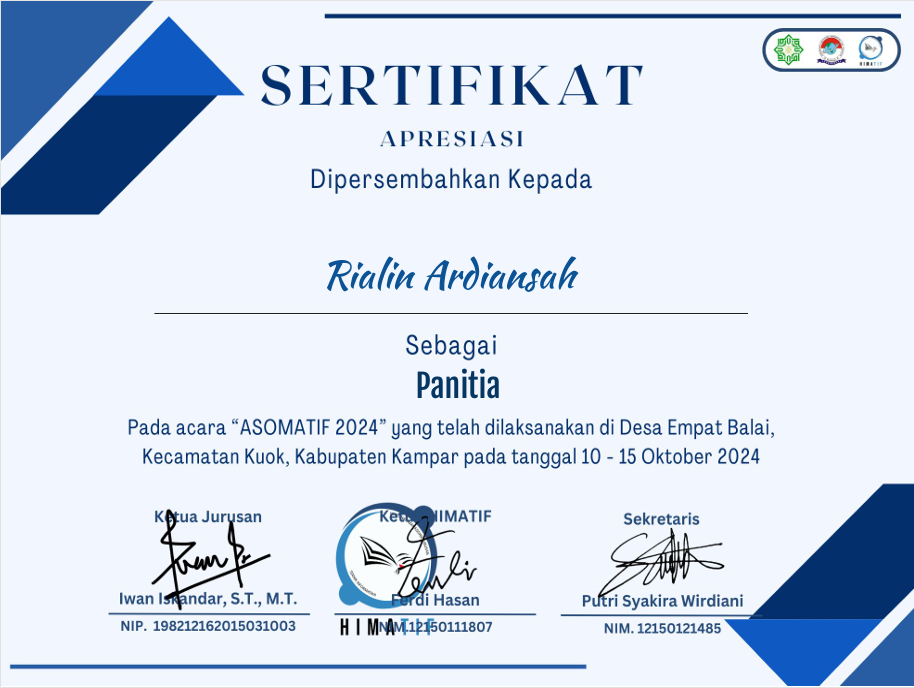 SERTIFIKAT
APRESIASI
Dipersembahkan Kepada
Rialin Ardiansah
Sebagai
Panitia
Pada acara “ASOMATIF 2024” yang telah dilaksanakan di Desa Empat Balai,
Kecamatan Kuok, Kabupaten Kampar pada tanggal 10 - 15 Oktober 2024
Ketua Jurusan
Iwan Iskandar, S.T., M.T.
NIP. 198212162015031003
Ketua HIMATIF
Ferdi Hasan
HIMATIF
NIM.12150111807
Sekretaris
Putri Syakira Wirdiani
NIM. 12150121485